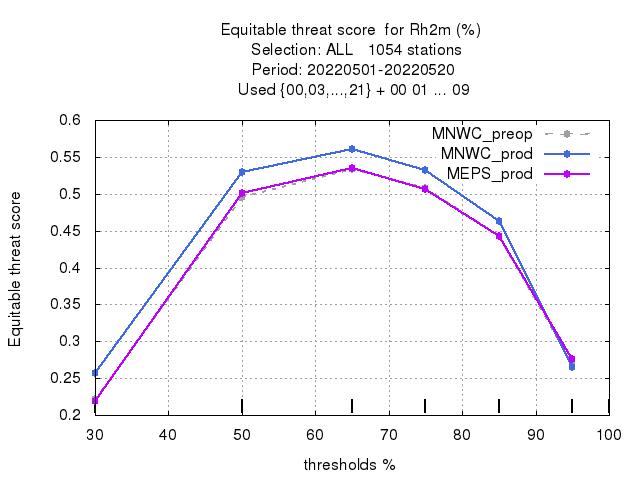 Equitable threat score  for Rh2m (%)
Selection: ALL   1054 stations
Period: 20220501-20220520
Used {00,03,...,21} + 00 01 ... 09
MNWC_preop
MNWC_prod
MEPS_prod
Equitable threat score
0.6
0.55
0.5
0.45
0.4
0.35
0.3
0.25
0.2
30 40 50 60 70 80 90 100
thresholds %